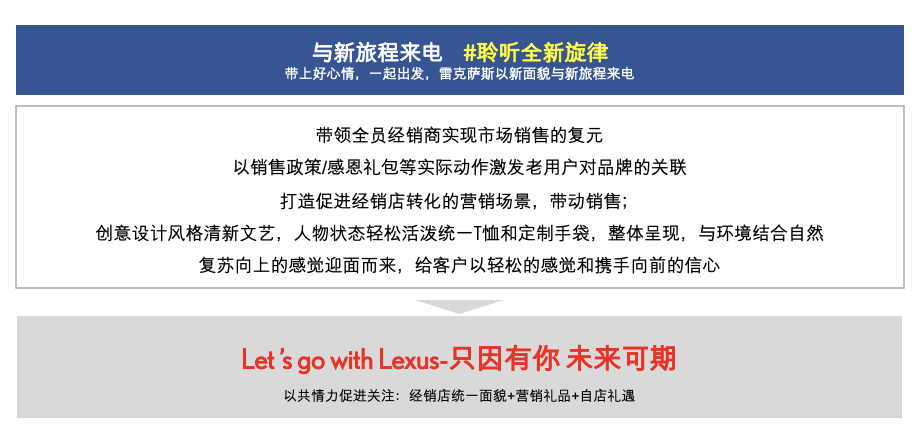 与新旅程来电 #聆听全新旋律
带上好心情，一起出发，雷克萨斯以新面貌与新旅程来电
带领全员经销商实现市场销售的复元
以销售政策/感恩礼包等实际动作激发老用户对品牌的关联
打造促进经销店转化的营销场景，带动销售；
创意设计风格清新文艺，人物状态轻松活泼统一T恤和定制手袋，整体呈现，与环境结合自然
复苏向上的感觉迎面而来，给客户以轻松的感觉和携手向前的信心
Let ’s go with Lexus-只因有你 未来可期
以共情力促进关注：经销店统一面貌+营销礼品+自店礼遇